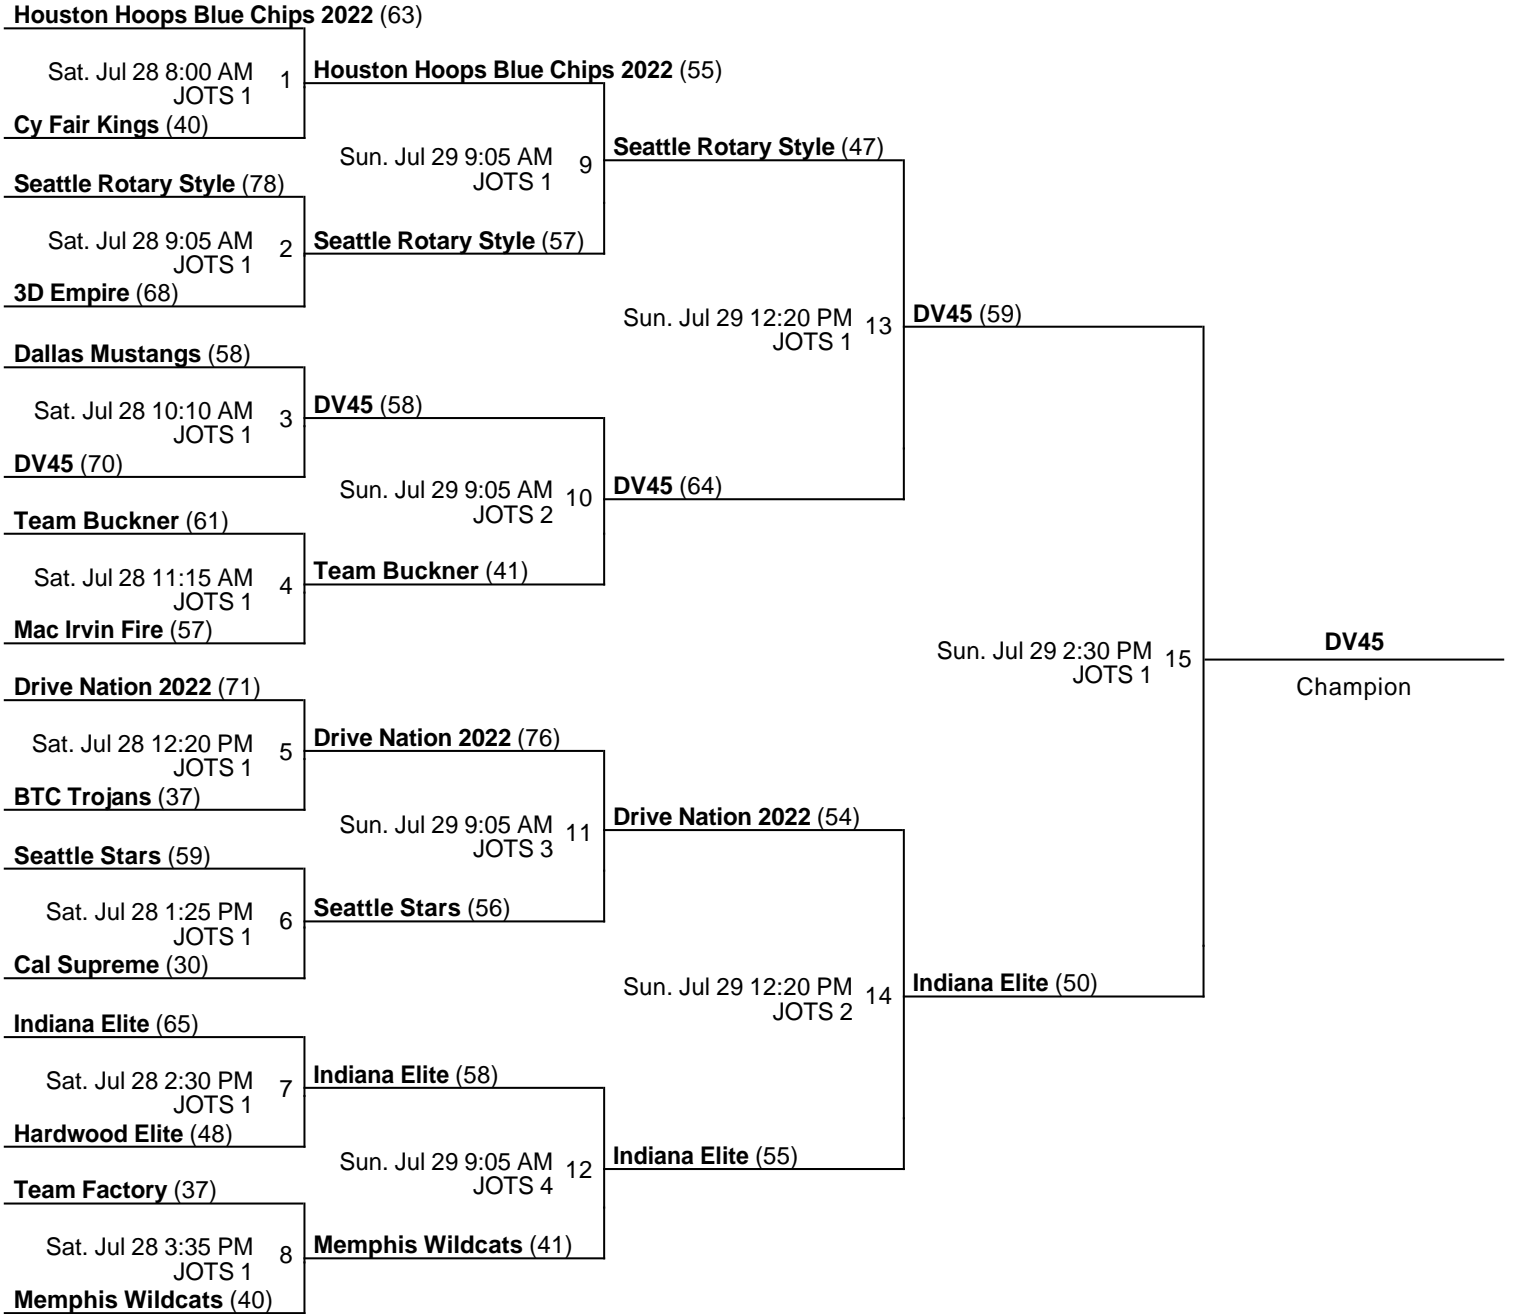 Houston Hoops Blue Chips 2022 (63)
Sat. Jul 28 8:00 AM
JOTS 1
1
Cy Fair Kings (40)
Seattle Rotary Style (78)
Sat. Jul 28 9:05 AM
JOTS 1
2
3D Empire (68)
Dallas Mustangs (58)
Sat. Jul 28 10:10 AM
JOTS 1
3
DV45 (70)
Team Buckner (61)
Sat. Jul 28 11:15 AM
JOTS 1
4
Mac Irvin Fire (57)
Drive Nation 2022 (71)
Sat. Jul 28 12:20 PM
JOTS 1
5
BTC Trojans (37)
Seattle Stars (59)
Sat. Jul 28 1:25 PM
JOTS 1
6
Cal Supreme (30)
Indiana Elite (65)
Sat. Jul 28 2:30 PM
JOTS 1
7
Hardwood Elite (48)
Team Factory (37)
Sat. Jul 28 3:35 PM
JOTS 1
8
Memphis Wildcats (40)
Houston Hoops Blue Chips 2022 (55)
Sun. Jul 29 9:05 AM
JOTS 1
9
Seattle Rotary Style (57)
DV45 (58)
Sun. Jul 29 9:05 AM
JOTS 2
10
Team Buckner (41)
Drive Nation 2022 (76)
Sun. Jul 29 9:05 AM
JOTS 3
11
Seattle Stars (56)
Indiana Elite (58)
Sun. Jul 29 9:05 AM
JOTS 4
12
Memphis Wildcats (41)
Seattle Rotary Style (47)
Sun. Jul 29 12:20 PM
JOTS 1
13
DV45 (64)
Drive Nation 2022 (54)
Sun. Jul 29 12:20 PM
JOTS 2
14
Indiana Elite (55)
DV45 (59)
Sun. Jul 29 2:30 PM
JOTS 1
15
Indiana Elite (50)
DV45
Champion